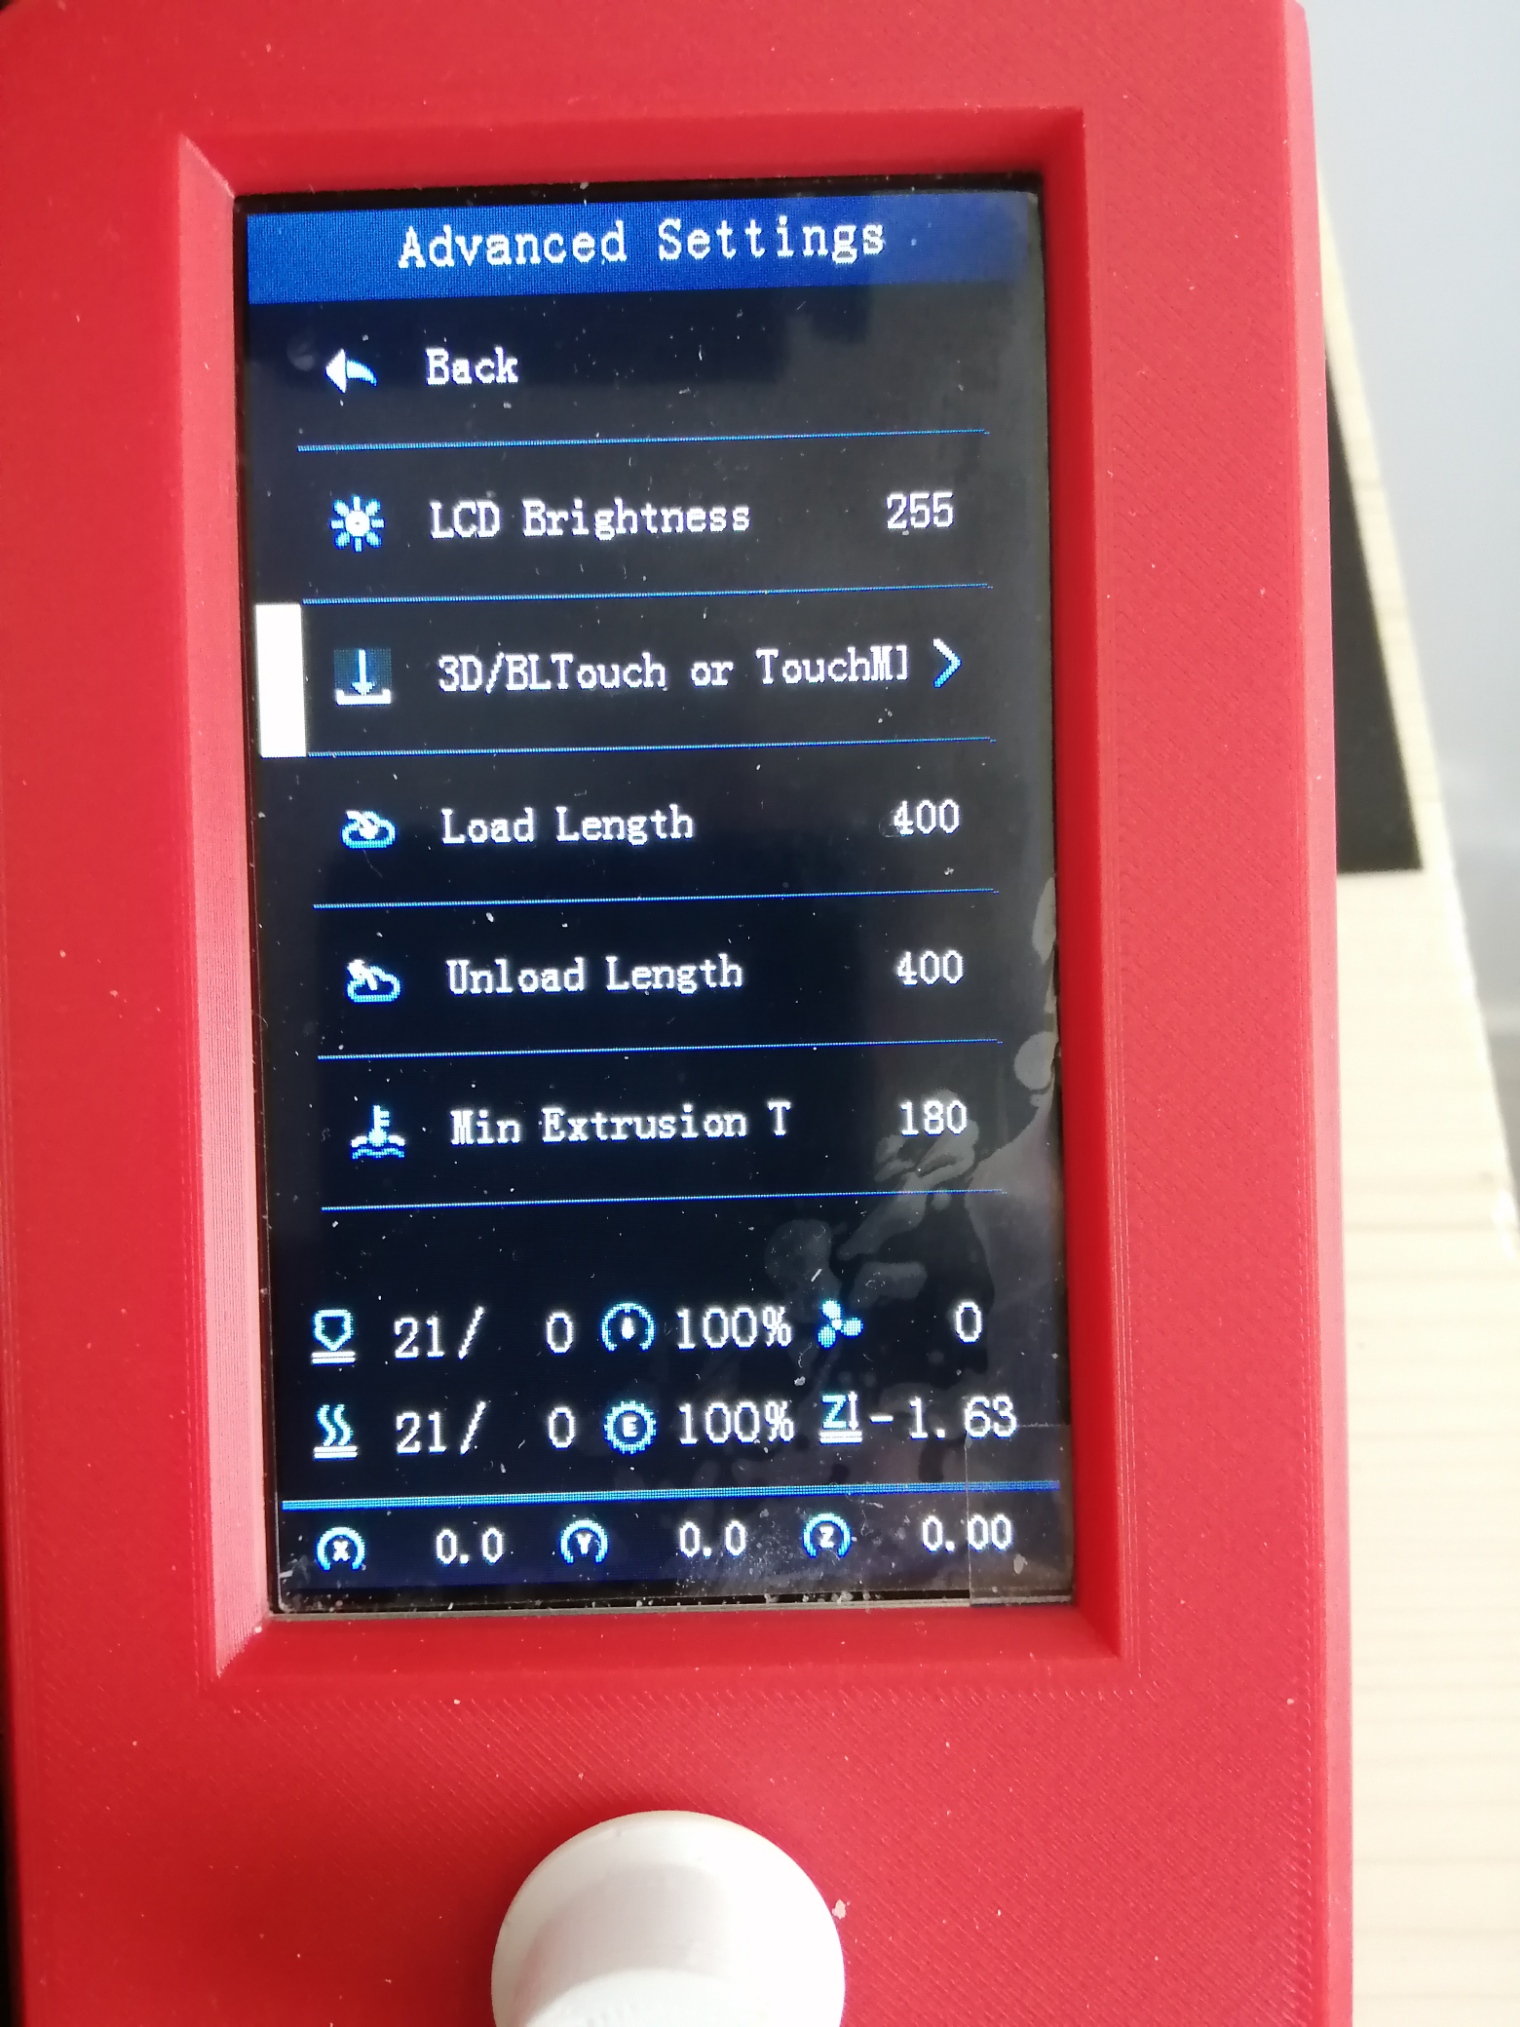 Advanced Settings
Back
LCD Brightness 255
3D/BLTouch or TouchM] >
Load Length 400
Unload Length 400
Min Extrusion T 180
21/ 0 100% 0
21/ 0 E 100% Z -1.63
X 0.0 Y 0.0 Z 0.00